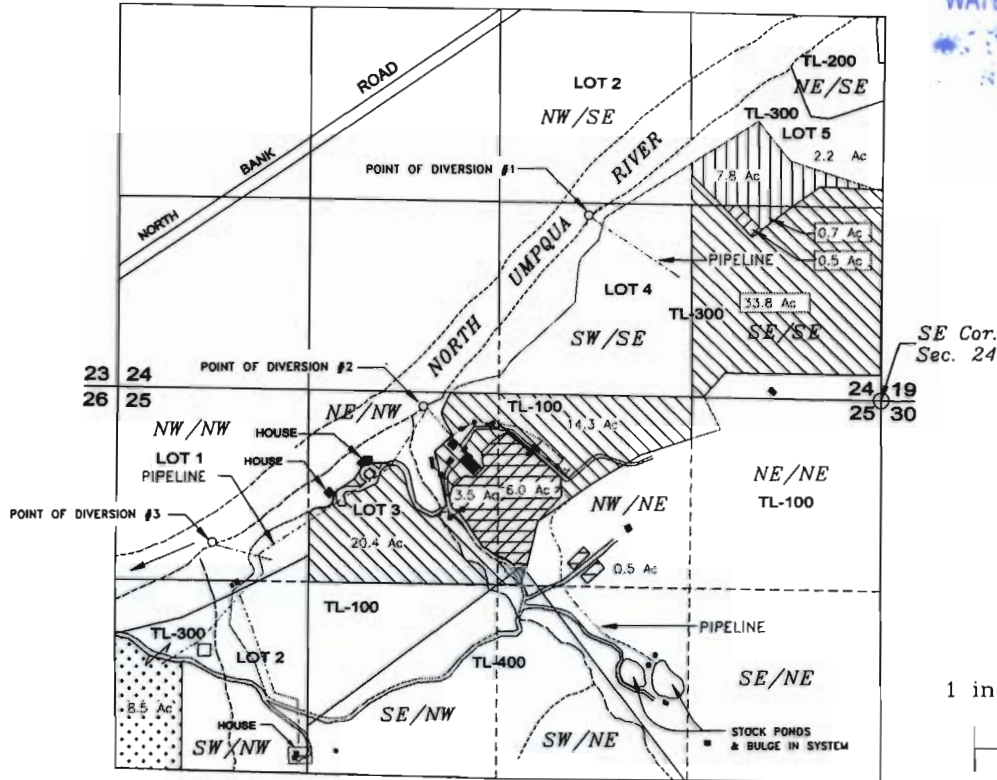 WATE
ROAD
BANK
NORTH
LOT 2
NW/SE
TL-200
NE/SE
TL-300
LOT 5
2.2 Ac
7.8 Ac
POINT OF DIVERSION #1
RIVER
UMPQUA
NORTH
0.7 Ac
0.5 Ac
PIPELINE
33.8 Ac
LOT 4
TL-300
SE/SE
SW/SE
SE Cor.
Sec. 24
POINT OF DIVERSION #2
23 24
26 25
24 19
25 30
NE/NW
TL-100
14.3 Ac
NW/NW
HOUSE
LOT 1
HOUSE
PIPELINE
NE/NE
TL-100
3.5 Ac
6.0 Ac
NW/NE
LOT 3
POINT OF DIVERSION #3
20.4 Ac
0.5 Ac
TL-100
PIPELINE
TL-300
LOT 2
TL-400
SE/NE
8.5 Ac
SE/NW
1 in
HOUSE
SW/NW
SW/NE
STOCK PONDS
& BULGE IN SYSTEM